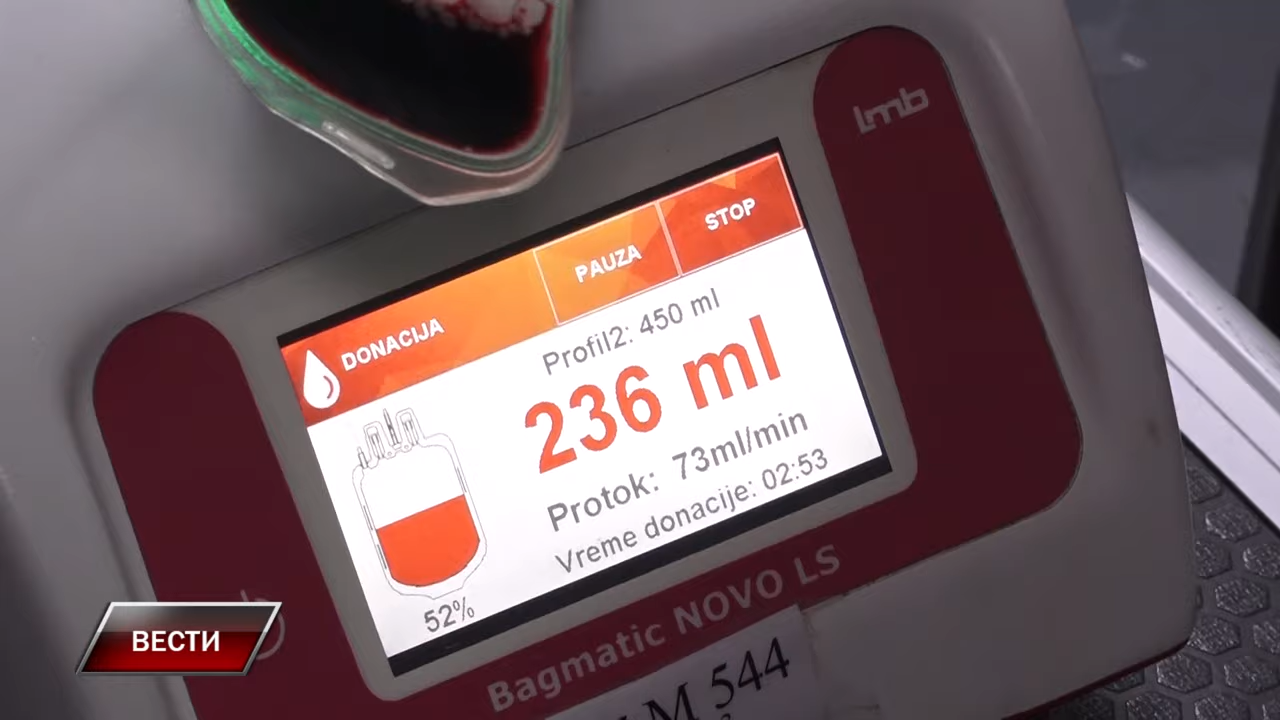 lmb
STOP
PAUZA
DONACIJA
Profil2: 450 ml
236 ml
Protok: 73ml/min
Vreme donacije: 02:53
52%
Bagmatic NOVO LS
M 544
ВЕСТИ